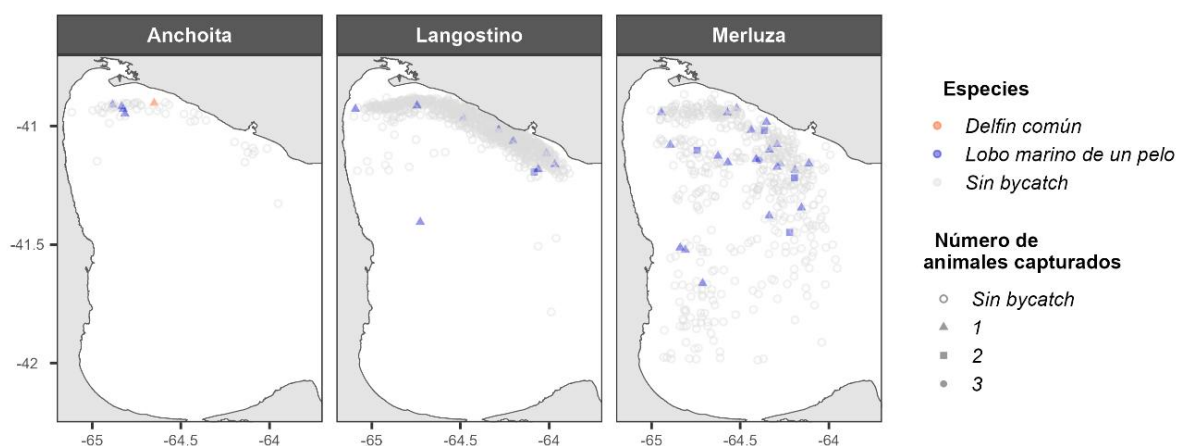 Anchoita
Langostino
Merluza
-41
-41.5
-42
-65
-64.5
-64
-65
-64.5
-64
-65
-64.5
-64
Especies
Delfin común
Lobo marino de un pelo
Sin bycatch
Número de
animales capturados
Sin bycatch
1
2
3